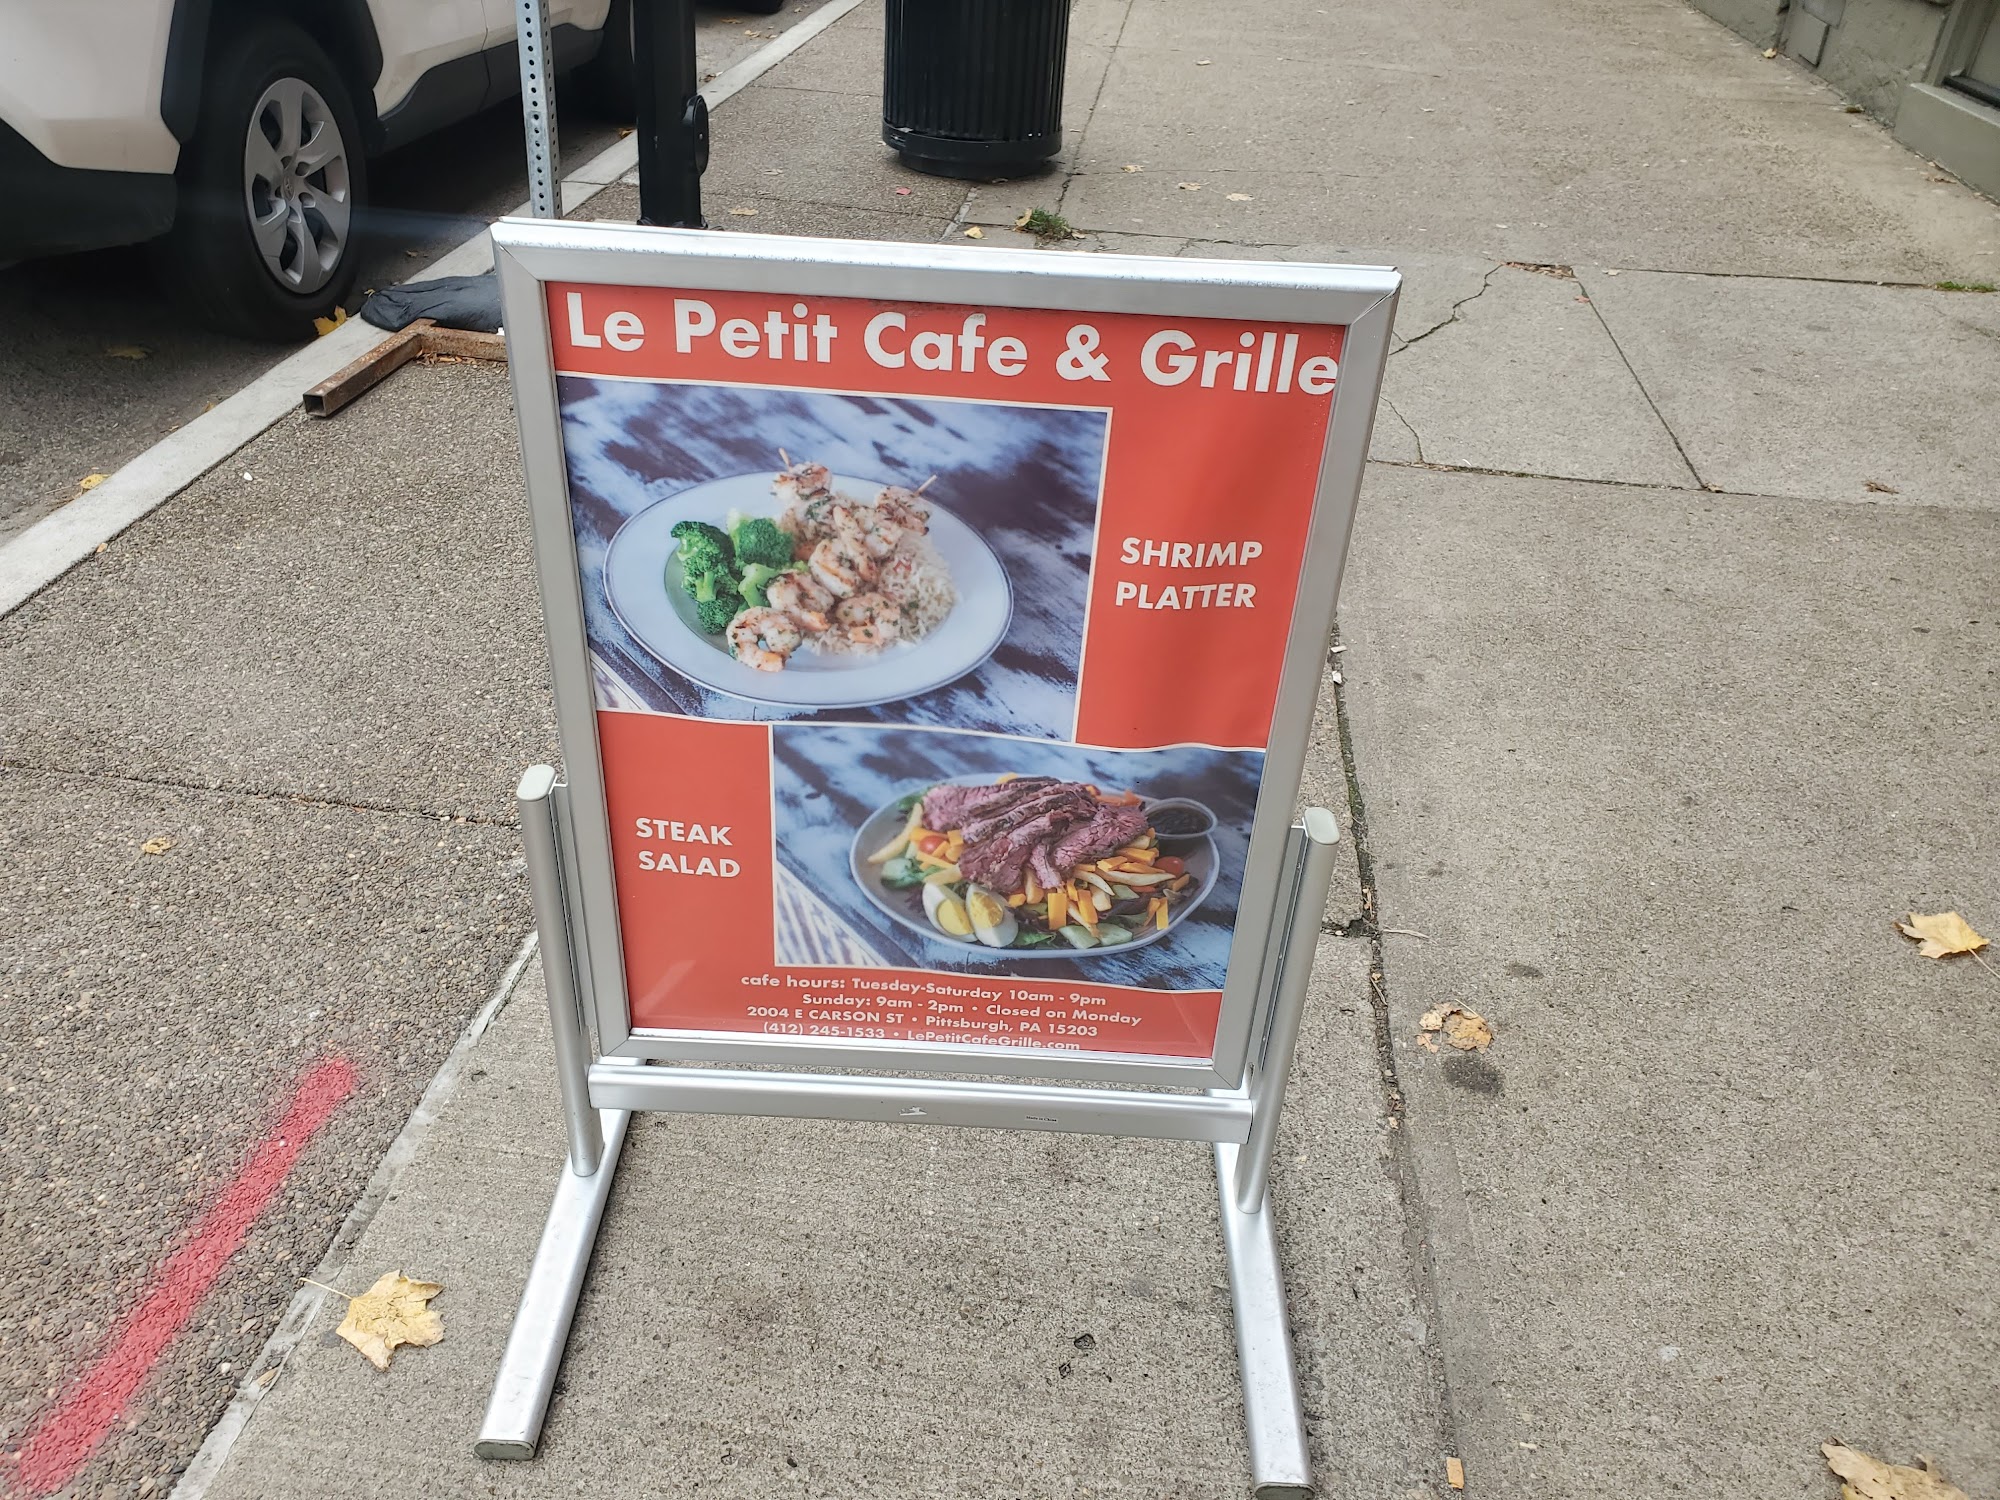 Le Petit Cafe & Grille
SHRIMP
PLATTER
STEAK
SALAD
cafe hours: Tuesday-Saturday 10am - 9pm
Sunday: 9am - 2pm • Closed on Monday
2004 E CARSON ST • Pittsburgh, PA 15203
(412) 245-1533 • LePetitCafeGrille.com